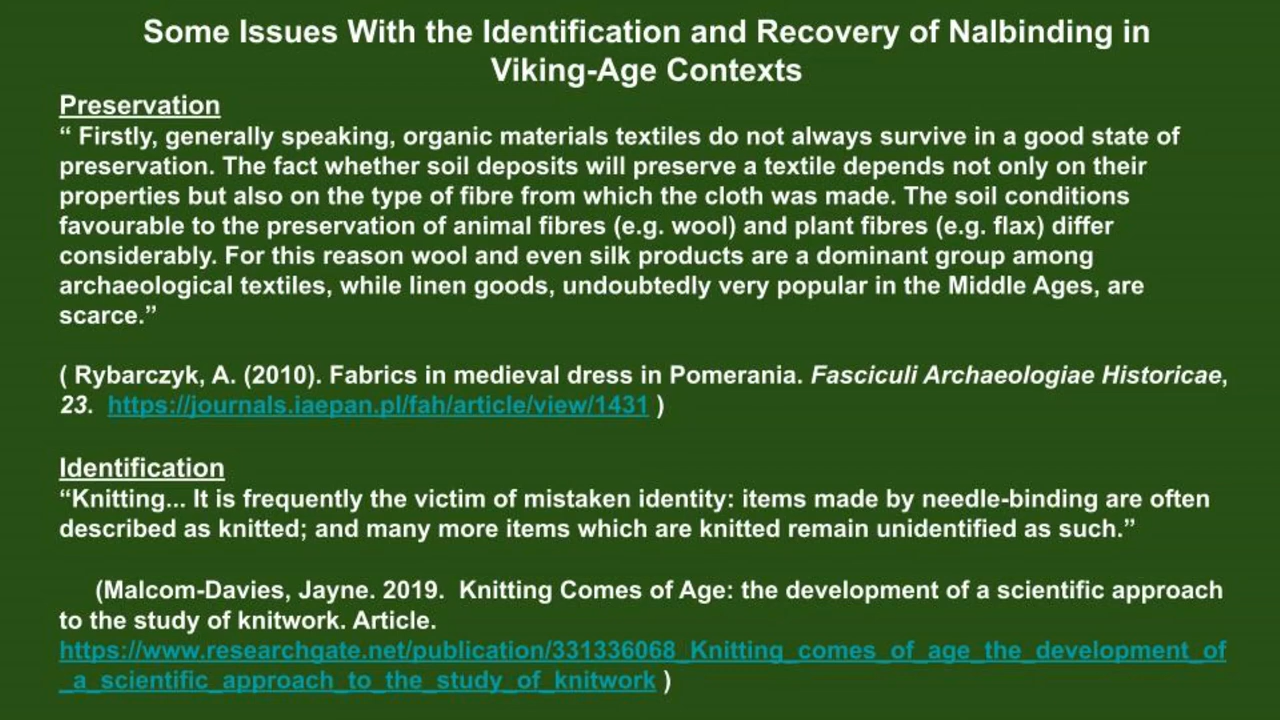 Some Issues With the Identification and Recovery of Nalbinding in
Viking-Age Contexts
Preservation
“ Firstly, generally speaking, organic materials textiles do not always survive in a good state of
preservation. The fact whether soil deposits will preserve a textile depends not only on their
properties but also on the type of fibre from which the cloth was made. The soil conditions
favourable to the preservation of animal fibres (e.g. wool) and plant fibres (e.g. flax) differ
considerably. For this reason wool and even silk products are a dominant group among
archaeological textiles, while linen goods, undoubtedly very popular in the Middle Ages, are
scarce.”
( Rybarczyk, A. (2010). Fabrics in medieval dress in Pomerania. Fasciculi Archaeologiae Historicae,
23. https://journals.iaepan.pl/fah/article/view/1431 )
Identification
“Knitting... It is frequently the victim of mistaken identity: items made by needle-binding are often
described as knitted; and many more items which are knitted remain unidentified as such.”
(Malcom-Davies, Jayne. 2019. Knitting Comes of Age: the development of a scientific approach
to the study of knitwork. Article.
https://www.researchgate.net/publication/331336068_Knitting_comes_of_age_the_development_of
_a_scientific_approach_to_the_study_of_knitwork )